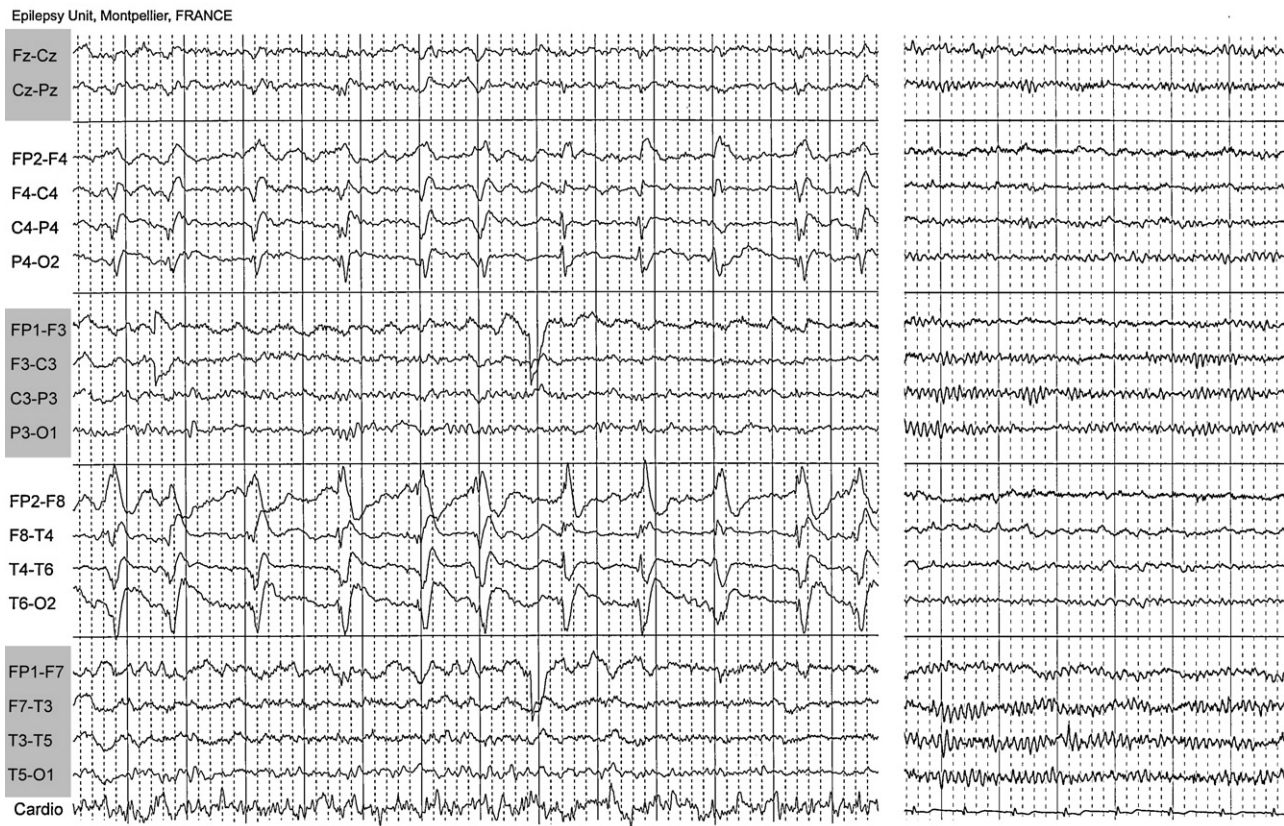 Epilepsy Unit, Montpellier, FRANCE
Fz-Cz
Cz-Pz
FP2-F4
F4-C4
C4-P4
P4-O2
FP1-F3
F3-C3
C3-P3
P3-O1
FP2-F8
F8-T4
T4-T6
T6-O2
FP1-F7
F7-T3
T3-T5
T5-O1
Cardio